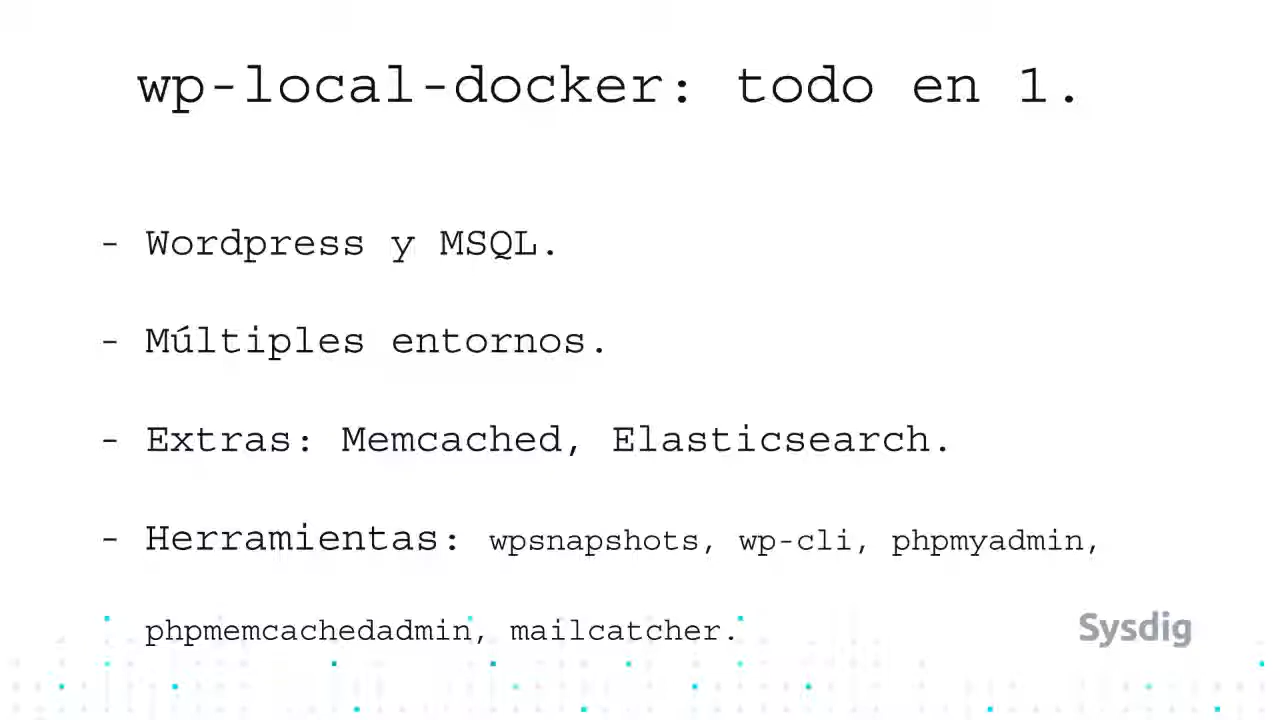 wp-local-docker: todo en 1.
- Wordpress y MSQL.
- Múltiples entornos.
- Extras: Memcached, Elasticsearch.
- Herramientas: wpsnapshots, wp-cli, phpmyadmin,
phpmemcachedadmin, mailcatcher.
Sysdig